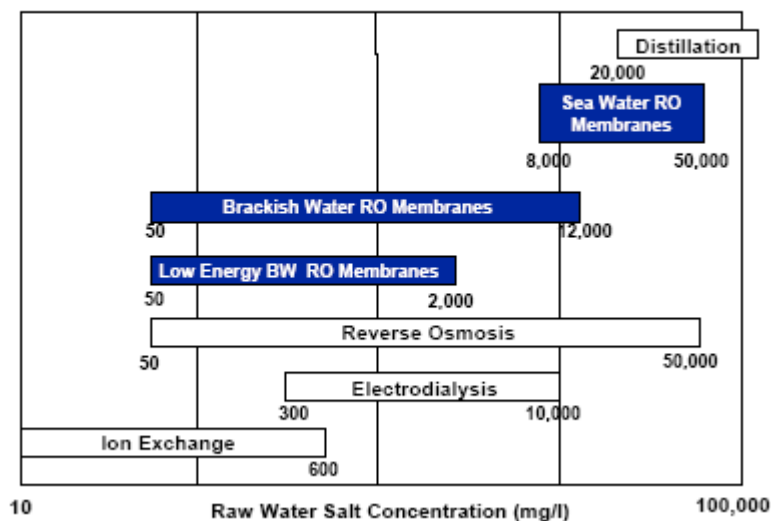 Distillation
20,000
Sea Water RO
Membranes
8,000
50,000
Brackish Water RO Membranes
50
12,000
Low Energy BW RO Membranes
50
2,000
Reverse Osmosis
50
50,000
Electrodialysis
300
10,000
Ion Exchange
600
10
Raw Water Salt Concentration (mg/l)
100,000